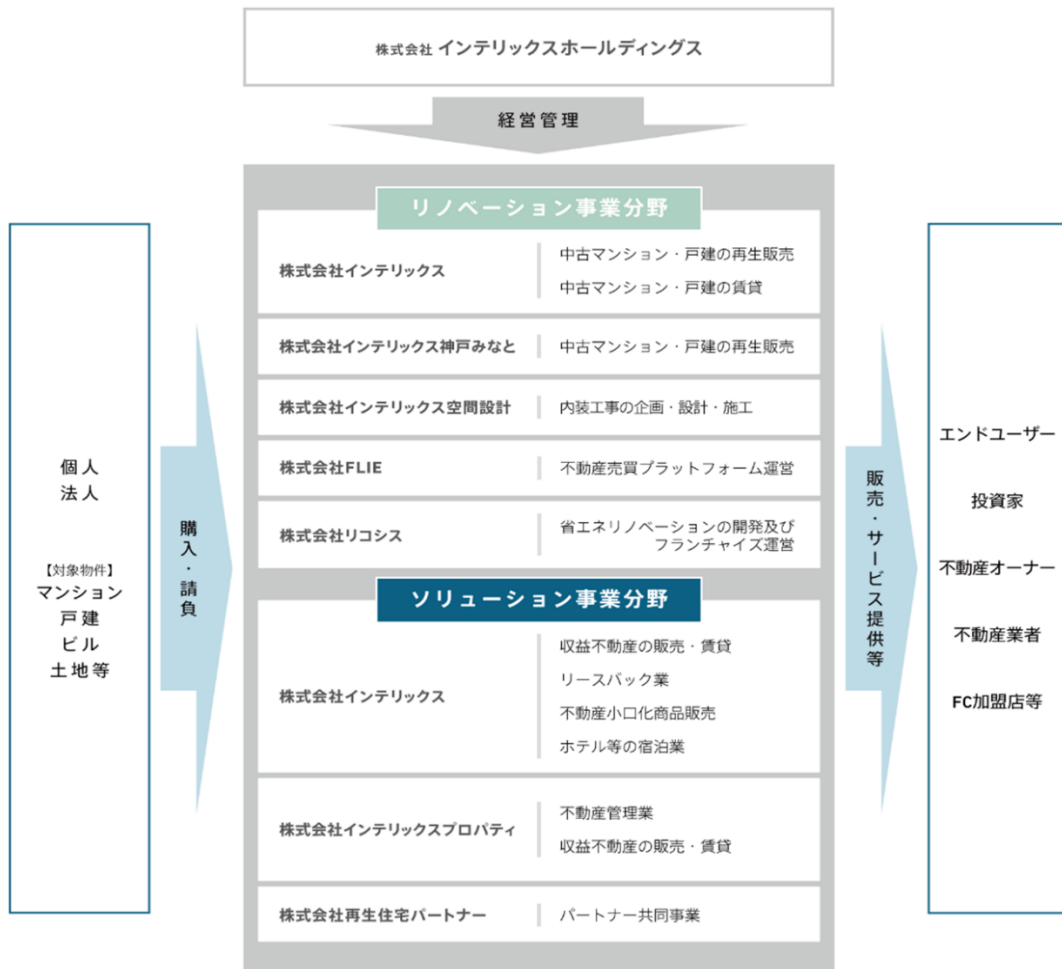 株式会社 インテリックスホールディングス
経営管理
リノベーション事業分野
株式会社インテリックス
中古マンション・戸建の再生販売
中古マンション・戸建の賃貸
株式会社インテリックス神戸みなと
中古マンション・戸建の再生販売
株式会社インテリックス空間設計
内装工事の企画・設計・施工
株式会社FLIE
不動産売買プラットフォーム運営
株式会社リコシス
省エネリノベーションの開発及び
フランチャイズ運営
ソリューション事業分野
株式会社インテリックス
収益不動産の販売・賃貸
リースバック業
不動産小口化商品販売
ホテル等の宿泊業
株式会社インテリックスプロパティ
不動産管理業
収益不動産の販売・賃貸
株式会社再生住宅パートナー
パートナー共同事業
個人
法人
【対象物件】
マンション
戸建
ビル
土地等
購入・請負
販売・サービス提供等
エンドユーザー
投資家
不動産オーナー
不動産業者
FC加盟店等